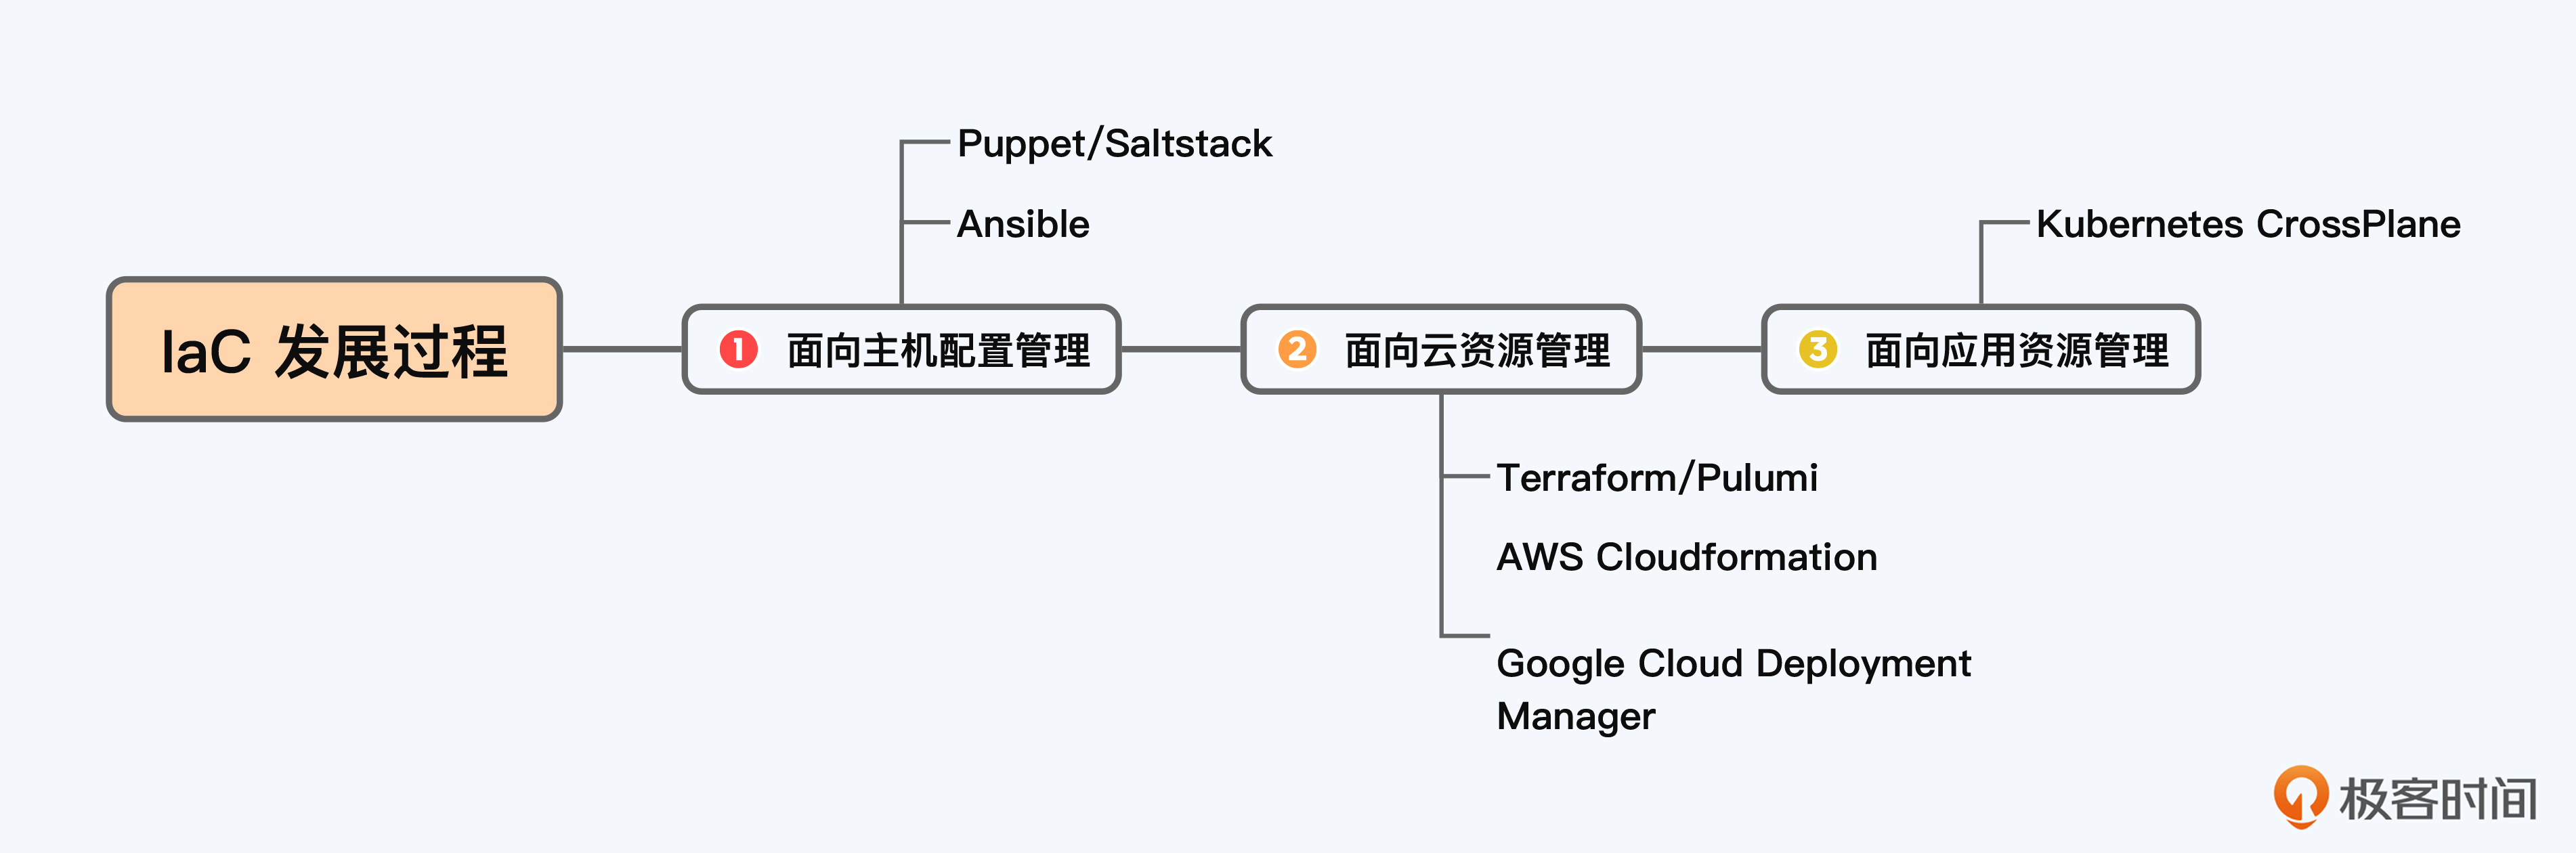 IaC 发展过程
1 面向主机配置管理
Puppet/Saltstack
Ansible
2 面向云资源管理
Terraform/Pulumi
AWS Cloudformation
Google Cloud Deployment
Manager
3 面向应用资源管理
Kubernetes CrossPlane
极客时间